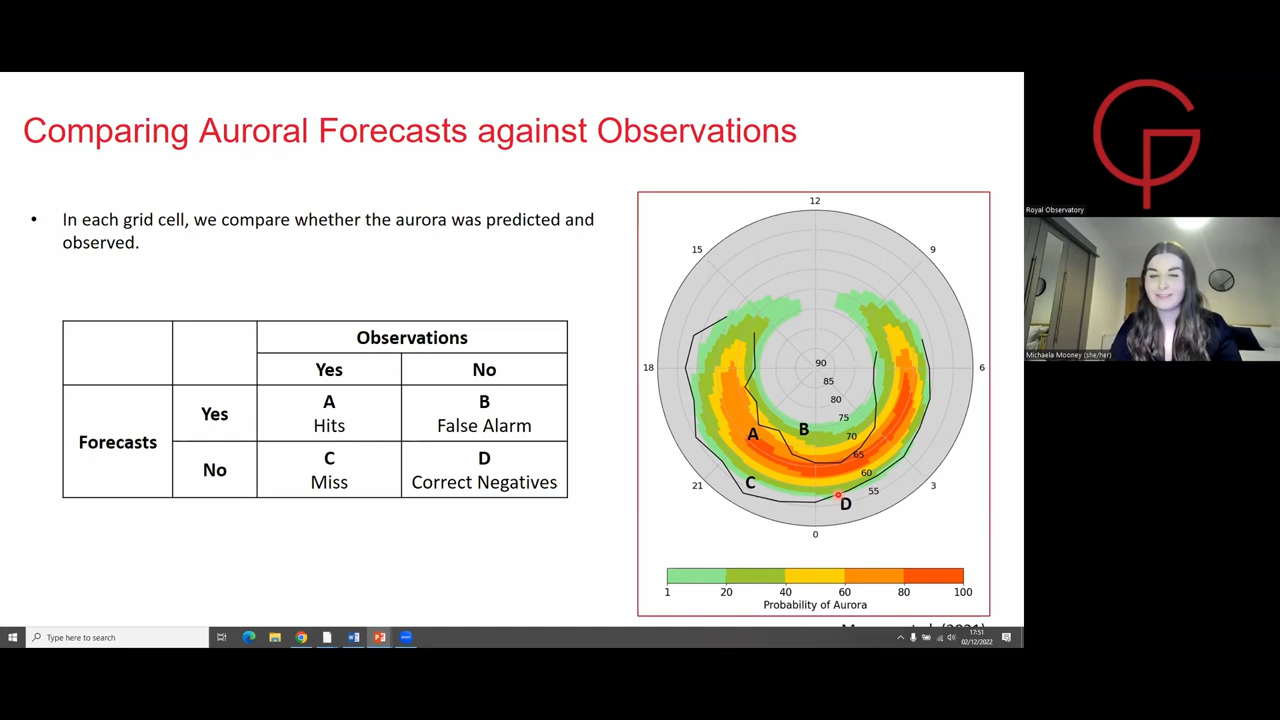 Comparing Auroral Forecasts against Observations
• In each grid cell, we compare whether the aurora was predicted and
observed.
Observations
Yes No
Forecasts
Yes
A
Hits
B
False Alarm
No
C
Miss
D
Correct Negatives
12
15 9
18 6
21 3
0
90
85
80
75
70
65
60
55
A
B
C
D
1 20 40 60 80 100
Probability of Aurora
(2021)
Royal Observatory
Michaela Mooney (she/her)
Type here to search
17:51
02/12/2022